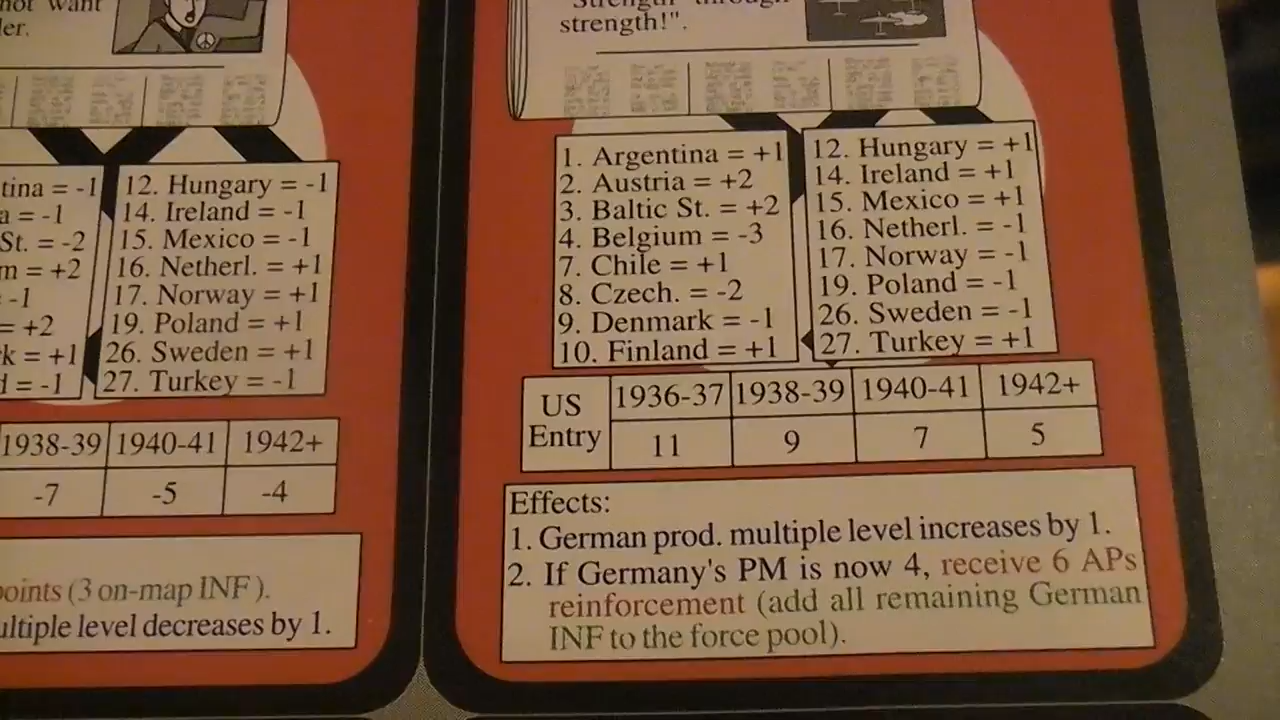 not want
er.
tina = -1
a = -1
St. = -2
m = +2
-1
= +2
k = +1
d = -1
12. Hungary = -1
14. Ireland = -1
15. Mexico = -1
16. Netherl. = +1
17. Norway = +1
19. Poland = +1
26. Sweden = +1
27. Turkey = -1
1938-39 1940-41 1942+
-7 -5 -4
points (3 on-map INF).
ultiple level decreases by 1.
"Strength through
strength!".
1. Argentina = +1
2. Austria = +2
3. Baltic St. = +2
4. Belgium = -3
7. Chile = +1
8. Czech. = -2
9. Denmark = -1
10. Finland = +1
12. Hungary = +1
14. Ireland = +1
15. Mexico = +1
16. Netherl. = -1
17. Norway = -1
19. Poland = -1
26. Sweden = -1
27. Turkey = +1
US Entry
1936-37 1938-39 1940-41 1942+
11 9 7 5
Effects:
1. German prod. multiple level increases by 1.
2. If Germany's PM is now 4, receive 6 APs
reinforcement (add all remaining German
INF to the force pool).